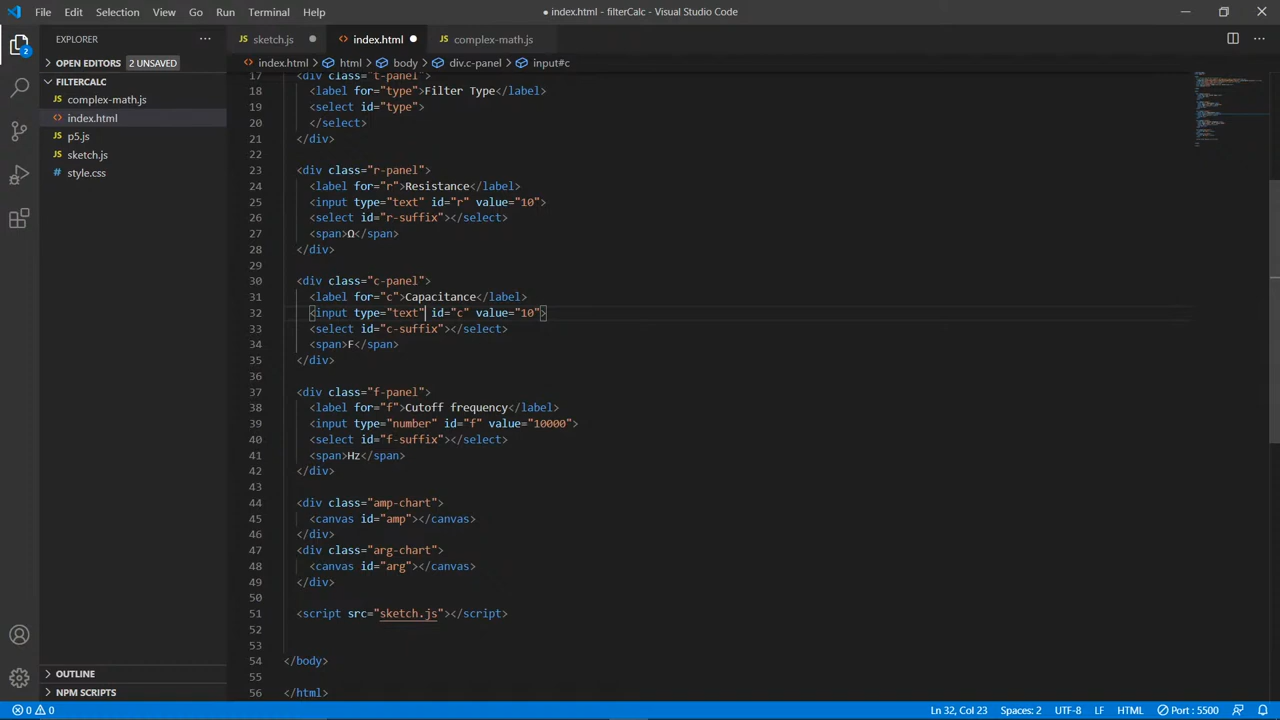 File Edit Selection View Go Run Terminal Help
● index.html - filterCalc - Visual Studio Code
EXPLORER
sketch.js
index.html
complex-math.js
index.html > html > body > div.c-panel > input#c
2
OPEN EDITORS 2 UNSAVED
FILTERCALC
complex-math.js
index.html
p5.js
sketch.js
style.css
OUTLINE
NPM SCRIPTS
17 <div class="t-panel">
18 <label for="type">Filter Type</label>
19 <select id="type">
20 </select>
21 </div>
22
23 <div class="r-panel">
24 <label for="r">Resistance</label>
25 <input type="text" id="r" value="10">
26 <select id="r-suffix"></select>
27 <span>Ω</span>
28 </div>
29
30 <div class="c-panel">
31 <label for="c">Capacitance</label>
32 <input type="text" id="c" value="10">
33 <select id="c-suffix"></select>
34 <span>F</span>
35 </div>
36
37 <div class="f-panel">
38 <label for="f">Cutoff frequency</label>
39 <input type="number" id="f" value="10000">
40 <select id="f-suffix"></select>
41 <span>Hz</span>
42 </div>
43
44 <div class="amp-chart">
45 <canvas id="amp"></canvas>
46 </div>
47 <div class="arg-chart">
48 <canvas id="arg"></canvas>
49 </div>
50
51 <script src="sketch.js"></script>
52
53
54 </body>
55
56 </html>
0 0 Ln 32, Col 23 Spaces: 2 UTF-8 LF HTML Port : 5500